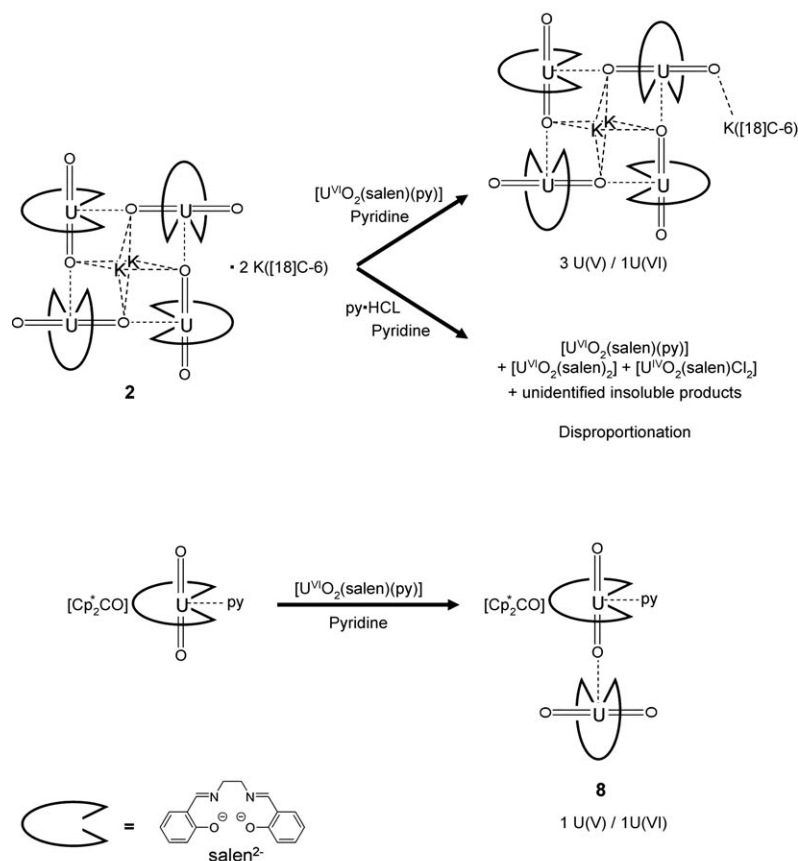 O
U
O
O
U
O
K([18]C-6)
O
K
K
O
O
U
O
U
O
3 U(V) / 1U(VI)
[U^VIO₂(salen)(py)]
Pyridine
O
U
O
O
U
O
O
K
K
O
· 2 K([18]C-6)
O
U
O
U
O
2
py•HCL
Pyridine
[U^VIO₂(salen)(py)]
+ [U^VIO₂(salen)₂] + [U^IVO₂(salen)Cl₂]
+ unidentified insoluble products
Disproportionation
O
[Cp*₂CO]
U
py
O
[U^VIO₂(salen)(py)]
Pyridine
O
[Cp*₂CO]
U
py
O
O
U
O
8
1 U(V) / 1U(VI)
=
N
N
O
⊖
⊖
O
salen²⁻